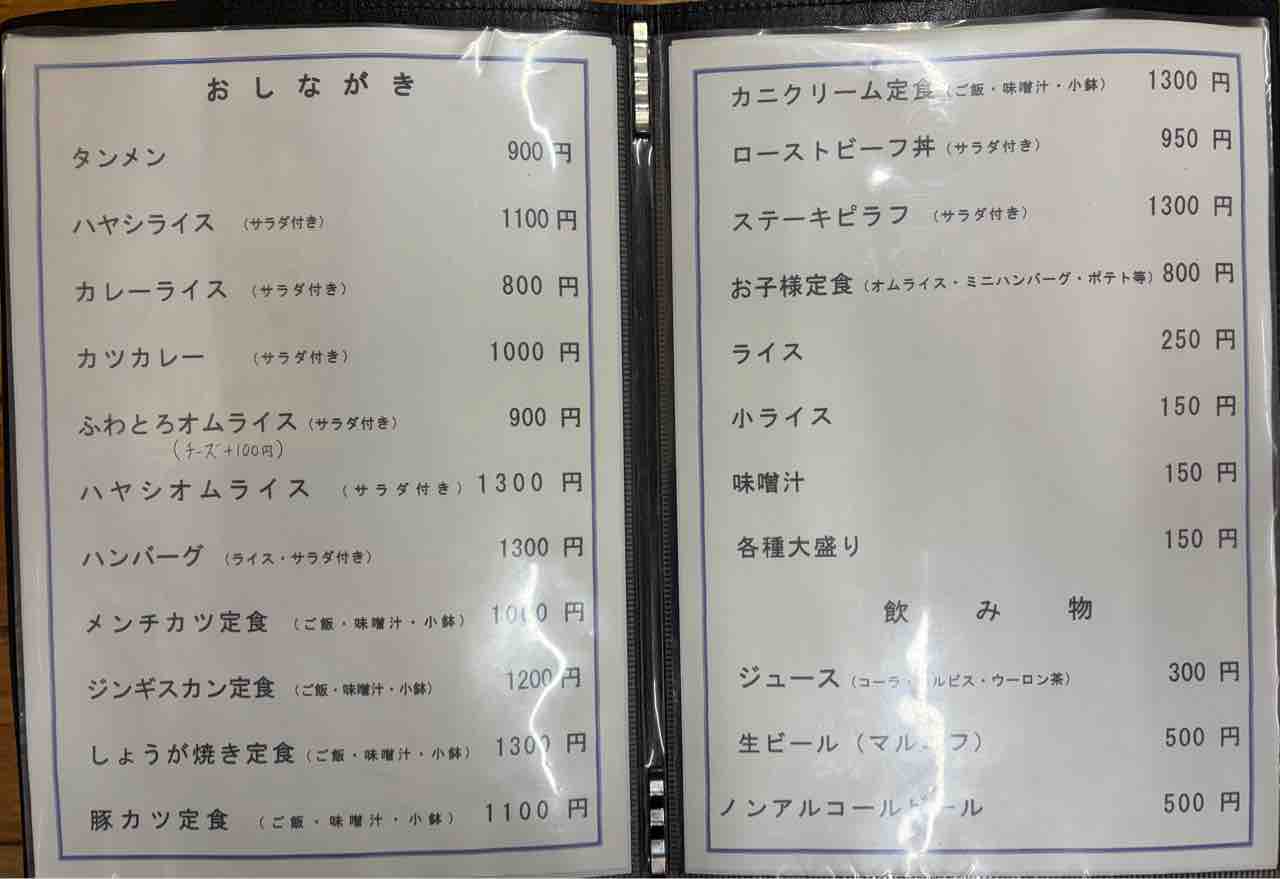 おしながき
タンメン 900円
ハヤシライス (サラダ付き) 1100円
カレーライス (サラダ付き) 800円
カツカレー (サラダ付き) 1000円
ふわとろオムライス(サラダ付き) 900円
(チーズ+100円)
ハヤシオムライス (サラダ付き) 1300円
ハンバーグ (ライス・サラダ付き) 1300円
メンチカツ定食 (ご飯・味噌汁・小鉢) 1000円
ジンギスカン定食 (ご飯・味噌汁・小鉢) 1200円
しょうが焼き定食(ご飯・味噌汁・小鉢) 1300円
豚カツ定食 (ご飯・味噌汁・小鉢) 1100円
カニクリーム定食(ご飯・味噌汁・小鉢) 1300円
ローストビーフ丼(サラダ付き) 950円
ステーキピラフ (サラダ付き) 1300円
お子様定食(オムライス・ミニハンバーグ・ポテト等) 800円
ライス 250円
小ライス 150円
味噌汁 150円
各種大盛り 150円
飲み物
ジュース(コーラ・カルピス・ウーロン茶) 300円
生ビール(マルエフ) 500円
ノンアルコールビール 500円